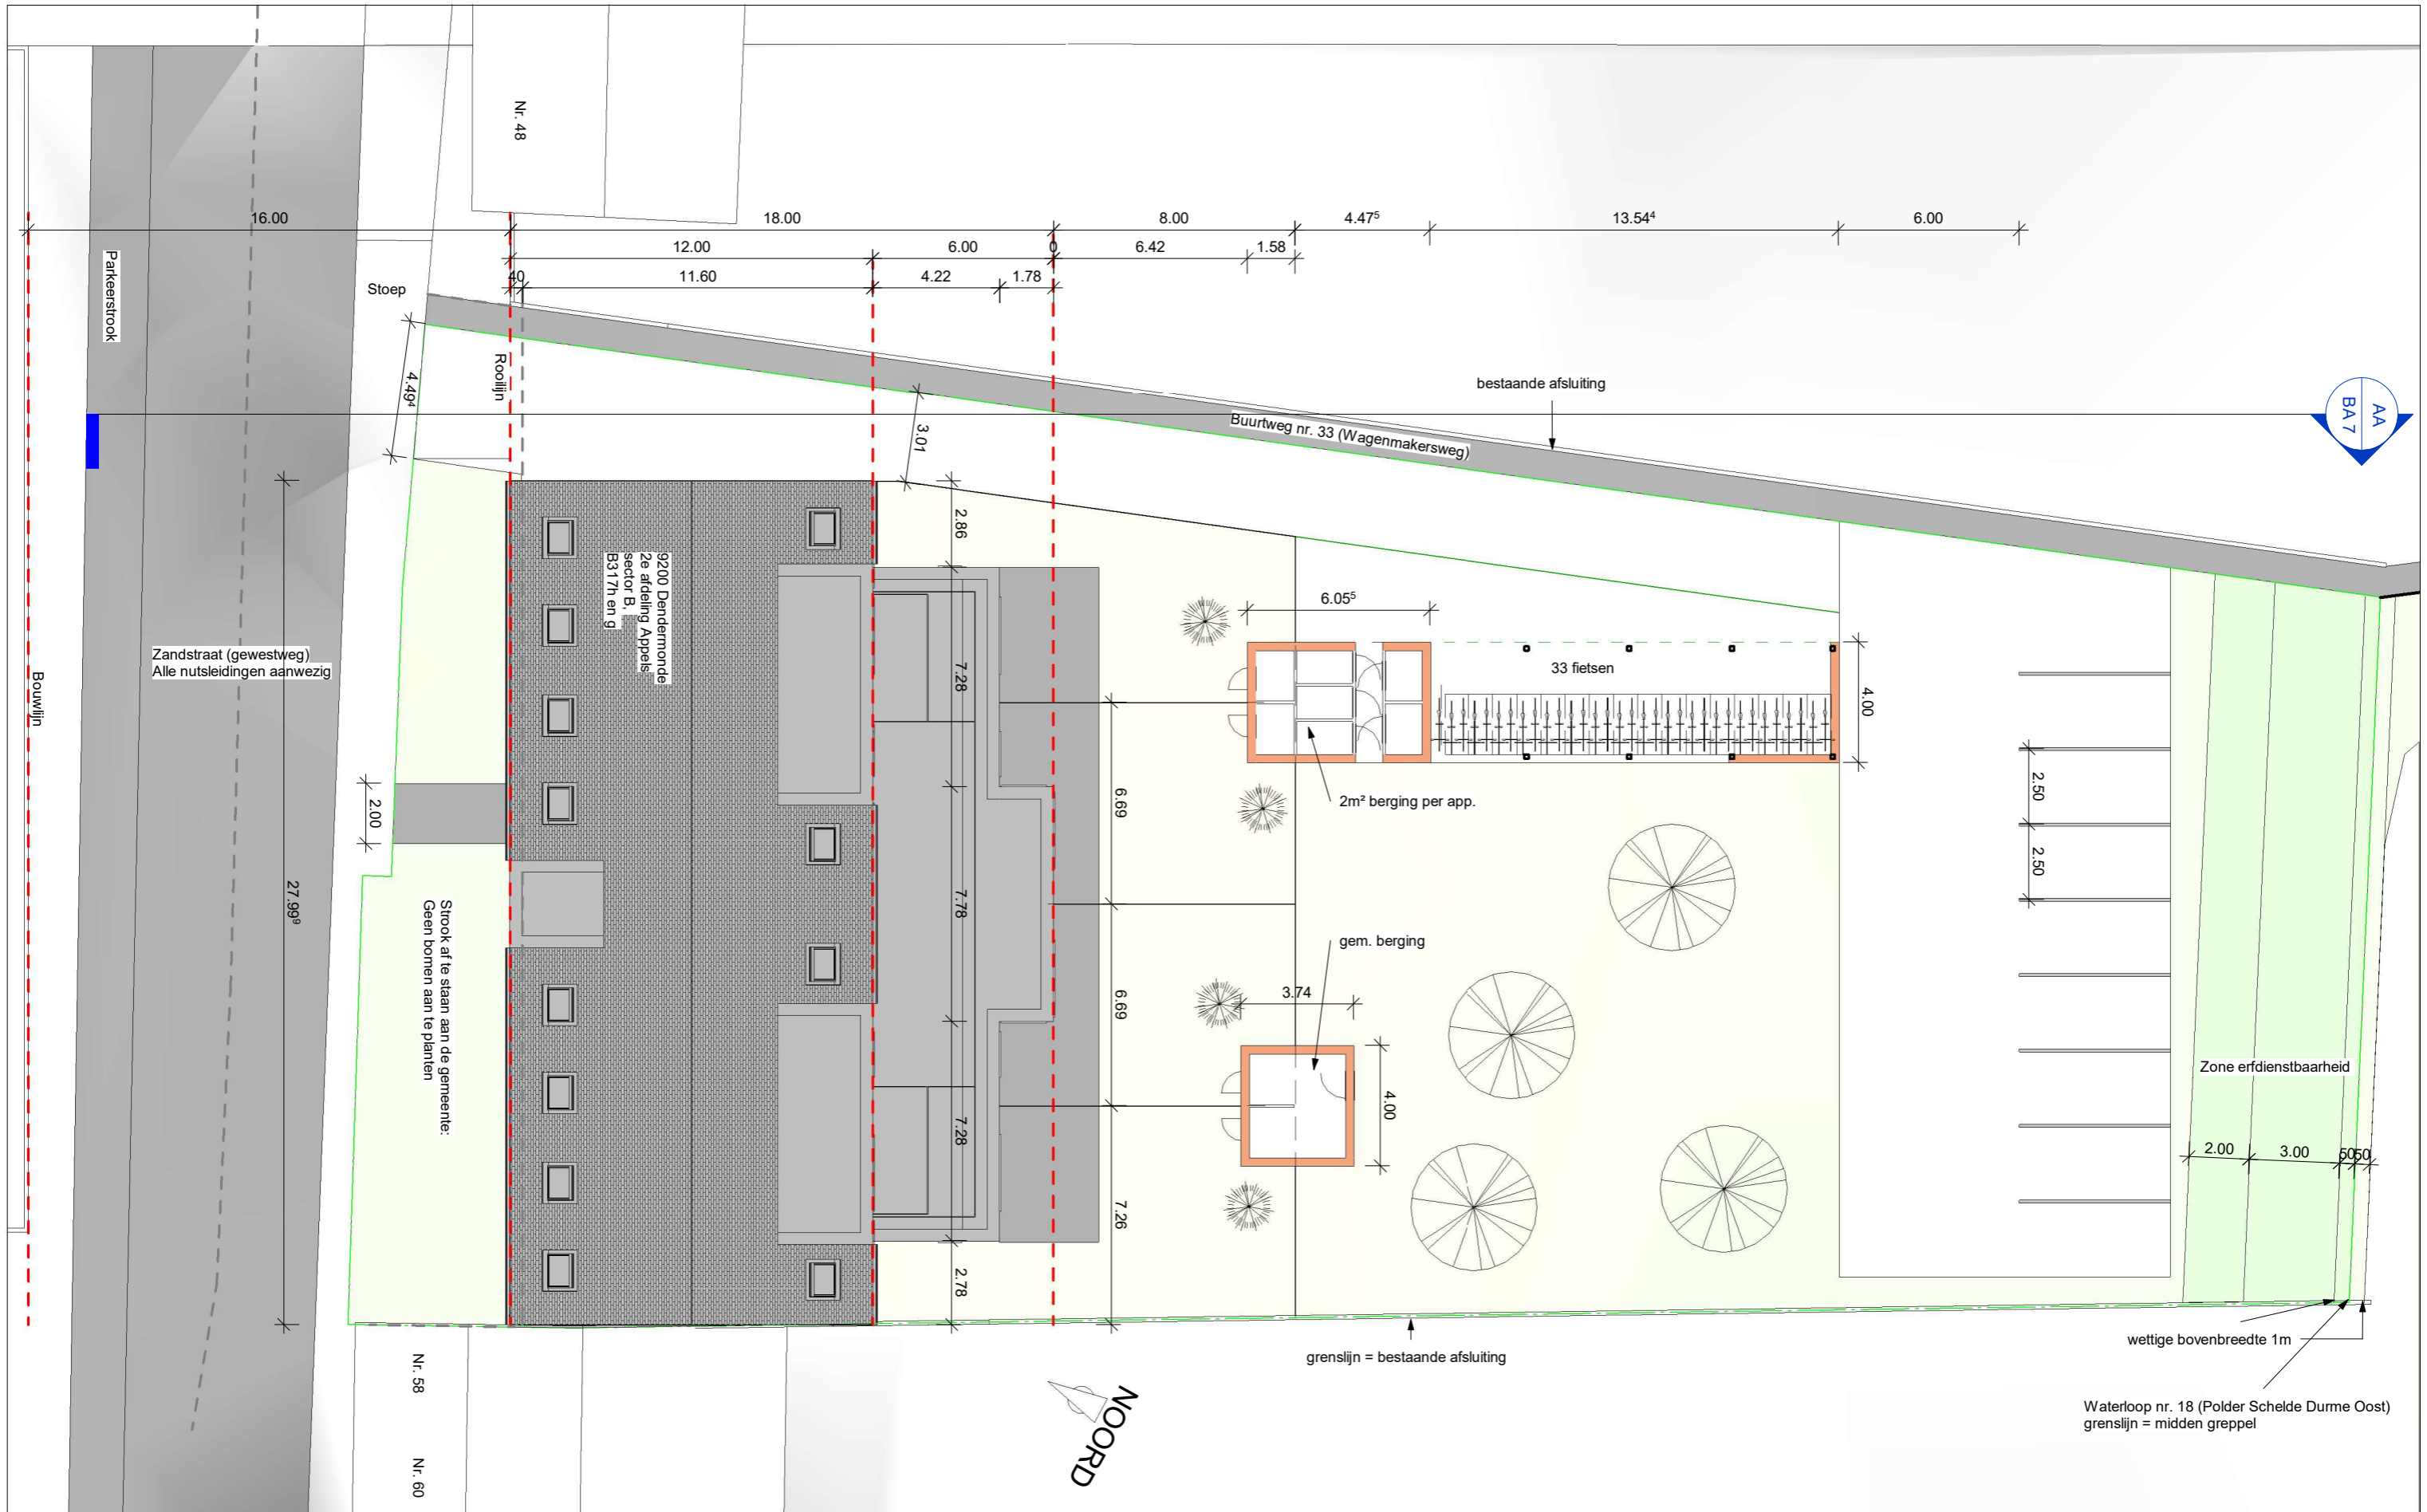 Nr. 48
16.00
18.00
8.00
4.47⁵
13.54⁴
6.00
12.00
6.00
0
6.42
1.58
40
11.60
4.22
1.78
Parkeerstrook
Stoep
Rooilijn
4.49⁴
3.01
bestaande afsluiting
Buurtweg nr. 33 (Wagenmakersweg)
AA
BA 7
2.86
9200 Dendermonde
2e afdeling Appels
sector B,
B317h en g
6.05⁵
33 fietsen
4.00
7.28
Zandstraat (gewestweg)
Alle nutsleidingen aanwezig
Bouwlijn
2.00
6.69
2m² berging per app.
2.50
2.50
27.99⁹
Strook af te staan aan de gemeente:
Geen bomen aan te planten
7.78
gem. berging
6.69
3.74
4.00
7.28
7.26
2.78
Zone erfdienstbaarheid
2.00
3.00
50
50
wettige bovenbreedte 1m
grenslijn = bestaande afsluiting
Waterloop nr. 18 (Polder Schelde Durme Oost)
grenslijn = midden greppel
Nr. 58
Nr. 60
NOORD